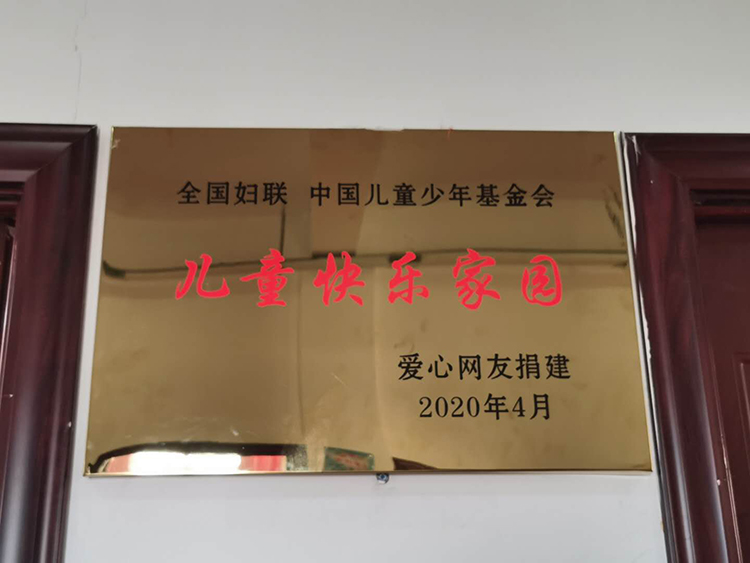 全国妇联 中国儿童少年基金会
儿童快乐家园
爱心网友捐建
2020年4月